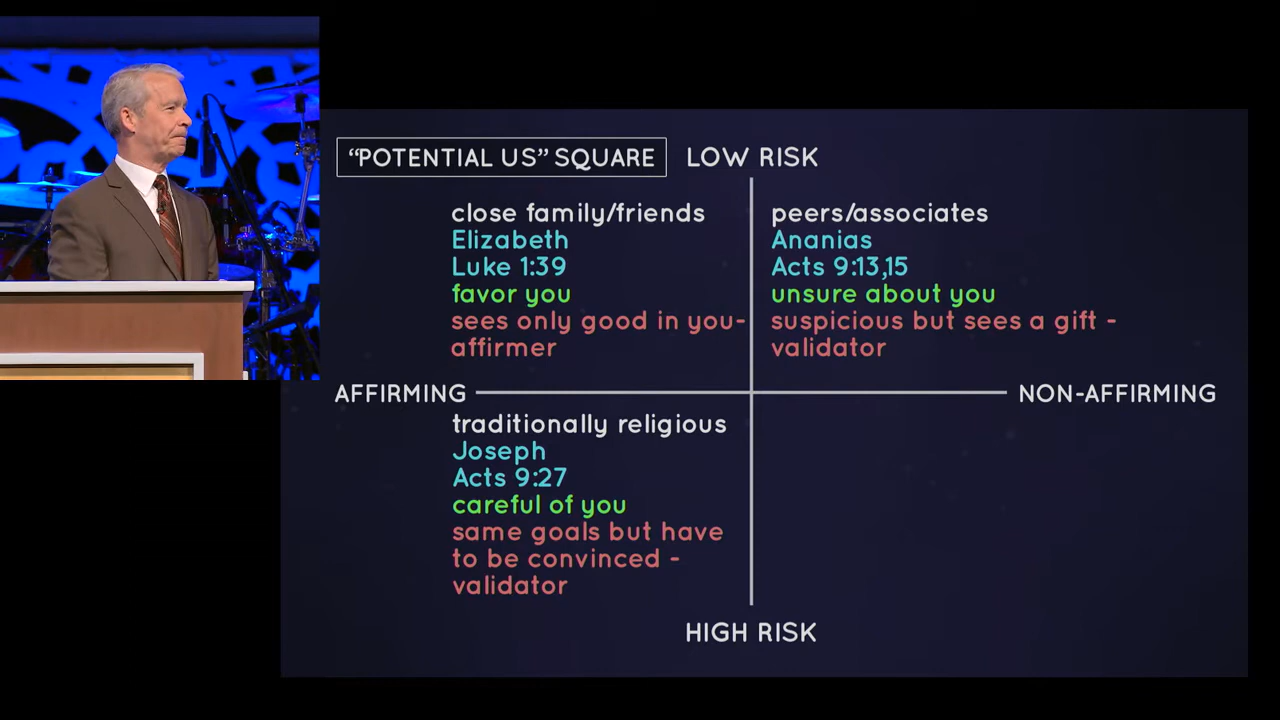 “POTENTIAL US” SQUARE
LOW RISK
close family/friends
Elizabeth
Luke 1:39
favor you
sees only good in you-
affirmer
peers/associates
Ananias
Acts 9:13,15
unsure about you
suspicious but sees a gift -
validator
AFFIRMING
NON-AFFIRMING
traditionally religious
Joseph
Acts 9:27
careful of you
same goals but have
to be convinced -
validator
HIGH RISK